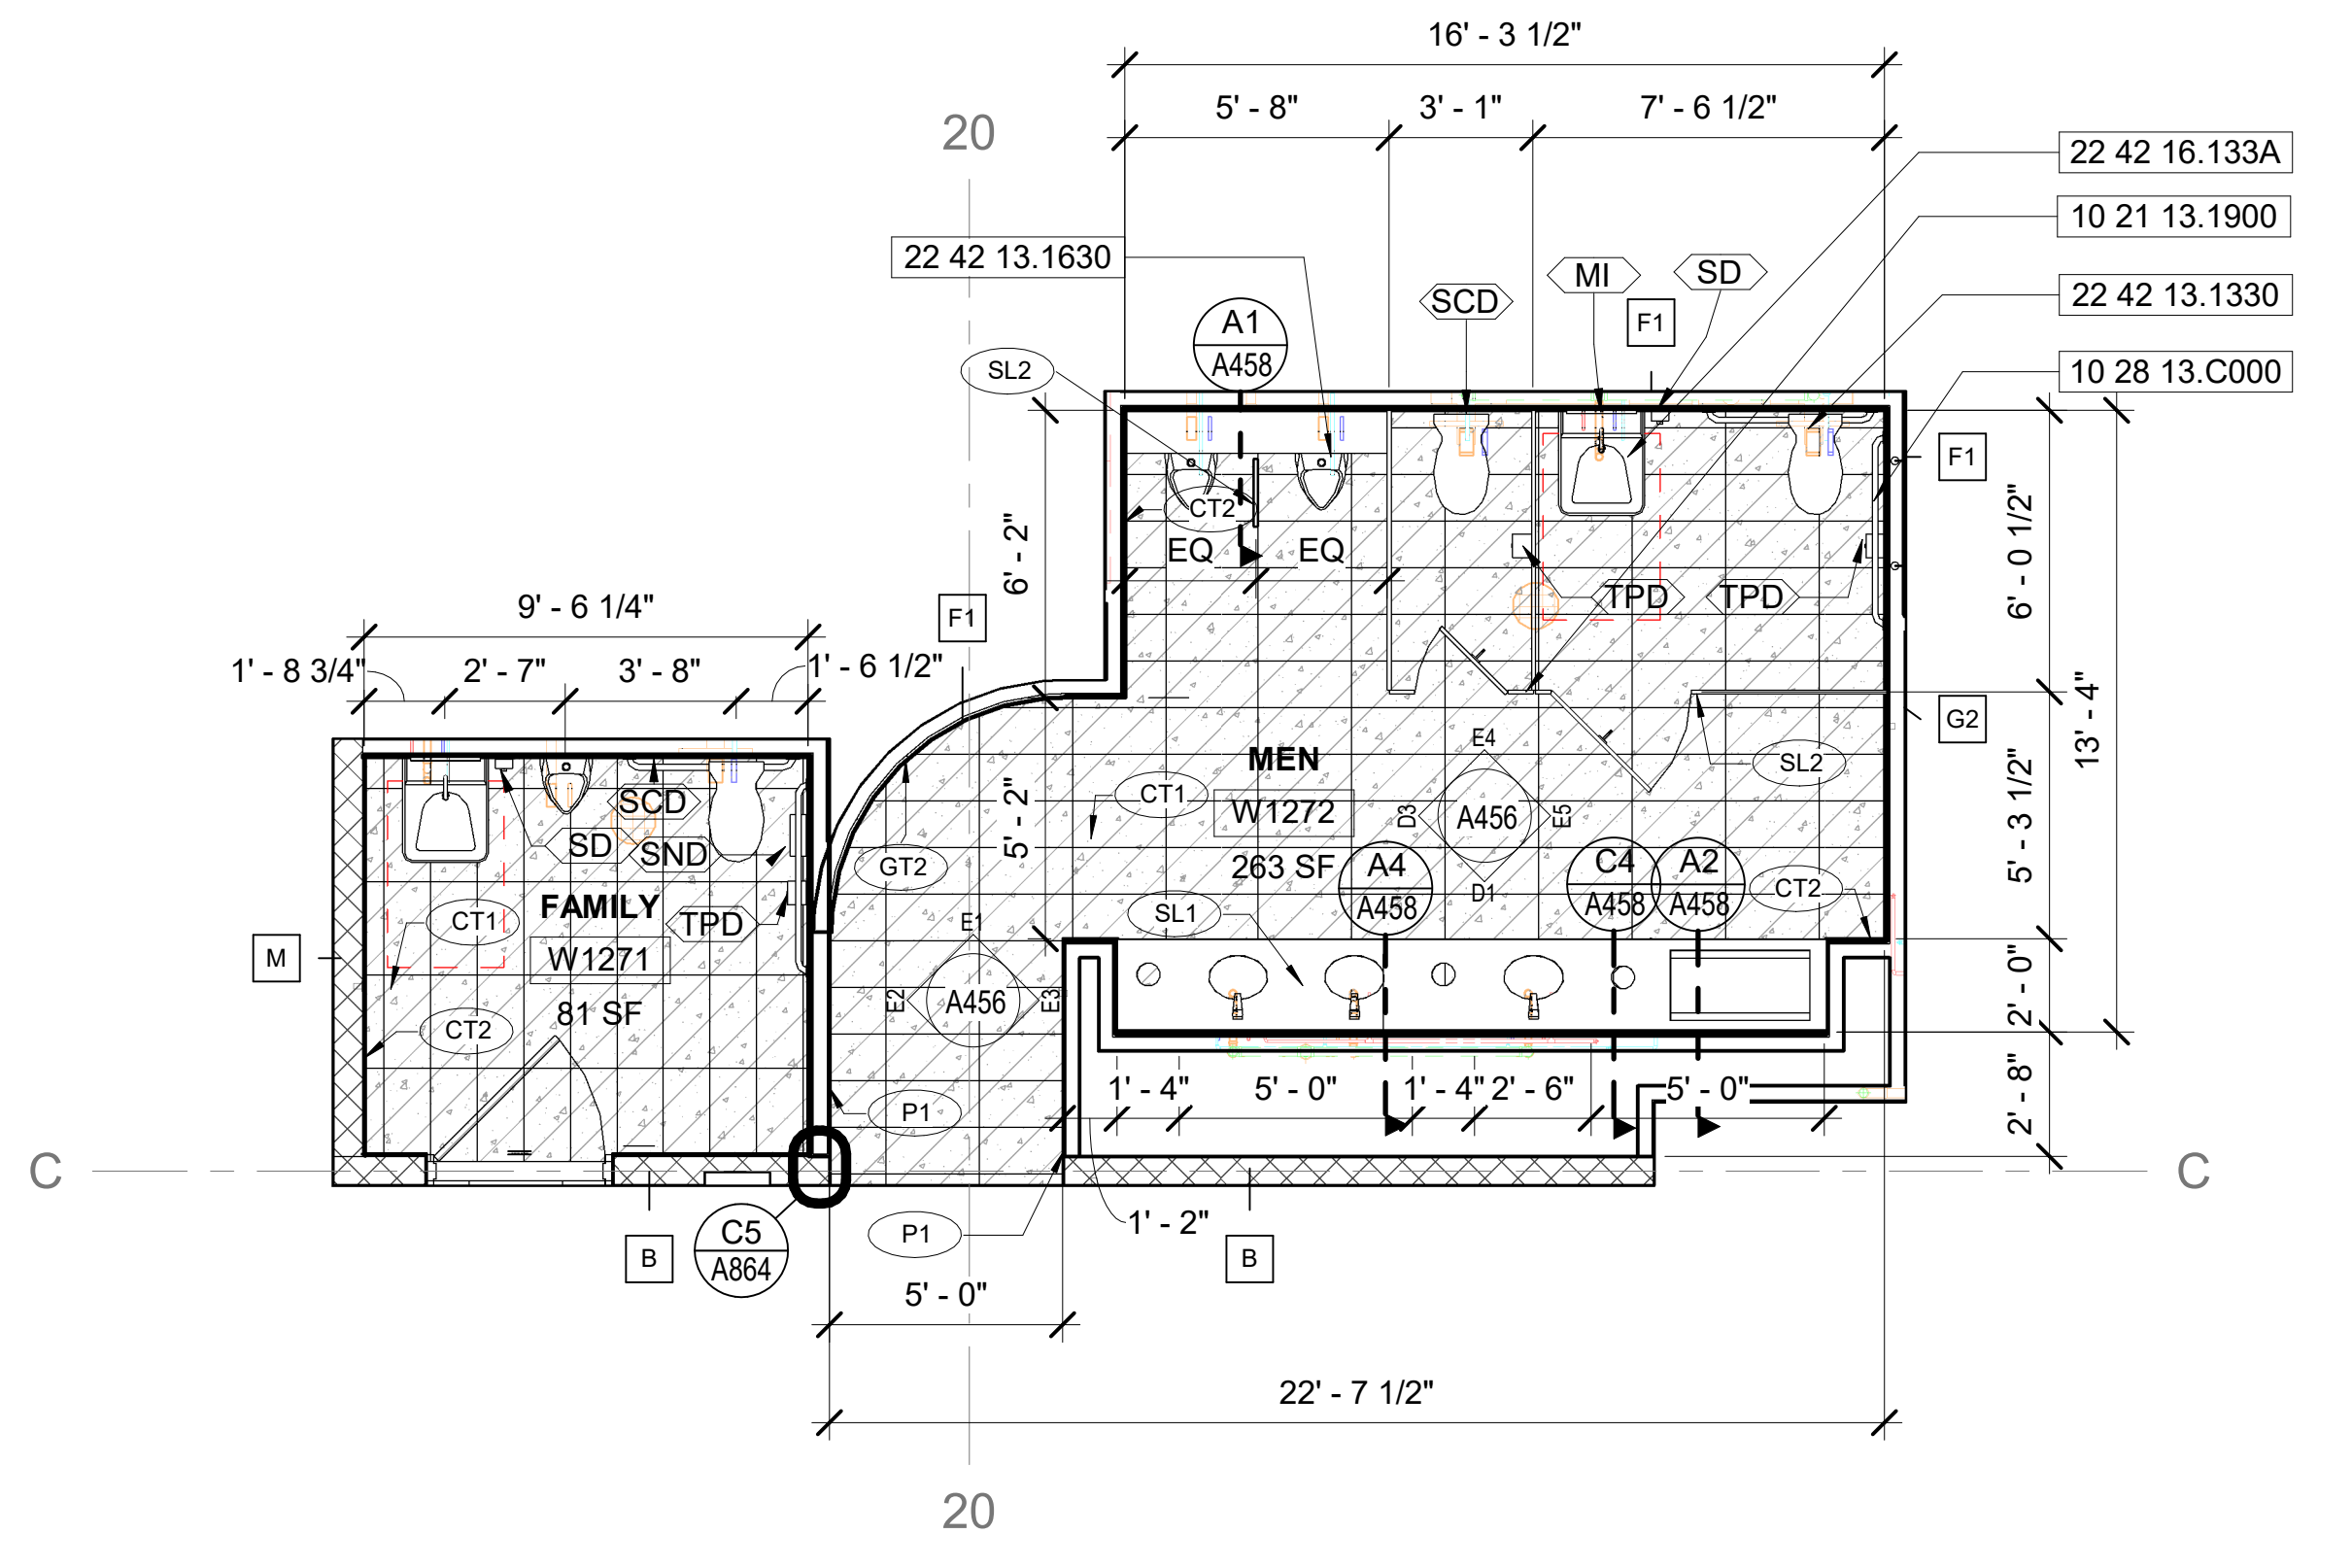 16' - 3 1/2"
5' - 8"
3' - 1"
7' - 6 1/2"
20
22 42 16.133A
10 21 13.1900
22 42 13.1630
22 42 13.1330
10 28 13.C000
MI
SD
SCD
F1
A1
A458
SL2
F1
CT2
EQ
EQ
6' - 2"
6' - 0 1/2"
TPD
TPD
9' - 6 1/4"
F1
1' - 8 3/4"
2' - 7"
3' - 8"
1' - 6 1/2"
G2
13' - 4"
E4
MEN
SL2
CT1
W1272
D3
A456
E5
5' - 2"
5' - 3 1/2"
SCD
SD
SND
GT2
263 SF
A4
A458
D1
C4
A458
A2
A458
CT2
FAMILY
CT1
TPD
SL1
E1
M
W1271
E2
A456
E3
2' - 0"
81 SF
CT2
P1
1' - 4"
5' - 0"
1' - 4"
2' - 6"
5' - 0"
2' - 8"
C
C
P1
1' - 2"
C5
A864
B
B
5' - 0"
22' - 7 1/2"
20